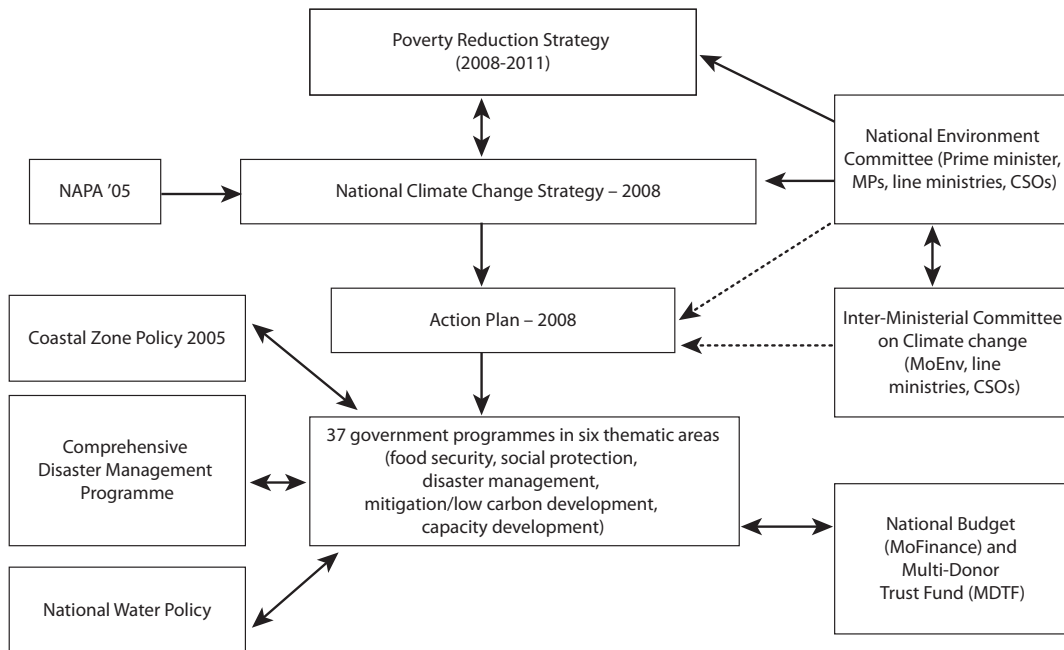 Poverty Reduction Strategy
(2008-2011)
National Environment
Committee (Prime minister,
MPs, line ministries, CSOs)
NAPA ’05
National Climate Change Strategy – 2008
Coastal Zone Policy 2005
Action Plan – 2008
Inter-Ministerial Committee
on Climate change
(MoEnv, line
ministries, CSOs)
Comprehensive
Disaster Management
Programme
37 government programmes in six thematic areas
(food security, social protection,
disaster management,
mitigation/low carbon development,
capacity development)
National Budget
(MoFinance) and
Multi-Donor
Trust Fund (MDTF)
National Water Policy